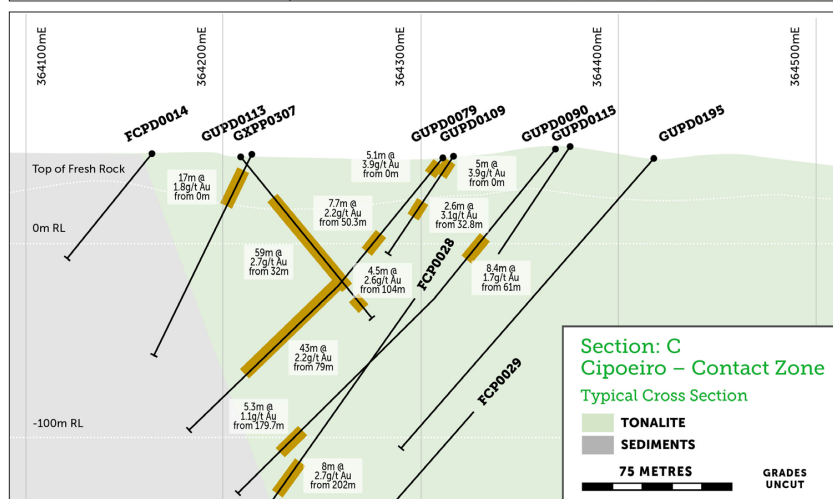 364100mE
364200mE
364300mE
364400mE
364500mE
FCPD0014
GUPD0113
GXPP0307
GUPD0079
GUPD0109
GUPD0090
GUPD0115
GUPD0195
Top of Fresh Rock
17m @
1.8g/t Au
from 0m
5.1m @
3.9g/t Au
from 0m
5m @
3.9g/t Au
from 0m
7.7m @
2.2g/t Au
from 50.3m
2.6m @
3.1g/t Au
from 32.8m
0m RL
59m @
2.7g/t Au
from 32m
4.5m @
2.6g/t Au
from 104m
FCP0028
8.4m @
1.7g/t Au
from 61m
43m @
2.2g/t Au
from 79m
FCP0029
-100m RL
5.3m @
1.1g/t Au
from 179.7m
8m @
2.7g/t Au
from 202m
Section: C
Cipoeiro – Contact Zone
Typical Cross Section
TONALITE
SEDIMENTS
75 METRES
GRADES
UNCUT